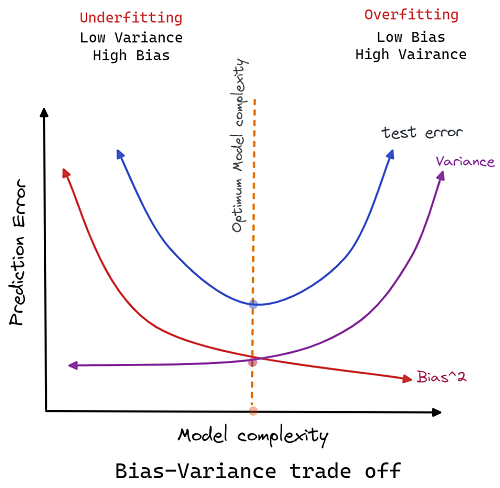 Underfitting
Low Variance
High Bias
Overfitting
Low Bias
High Vairance
Optimum Model complexity
test error
Variance
Prediction Error
Bias^2
Model complexity
Bias-Variance trade off